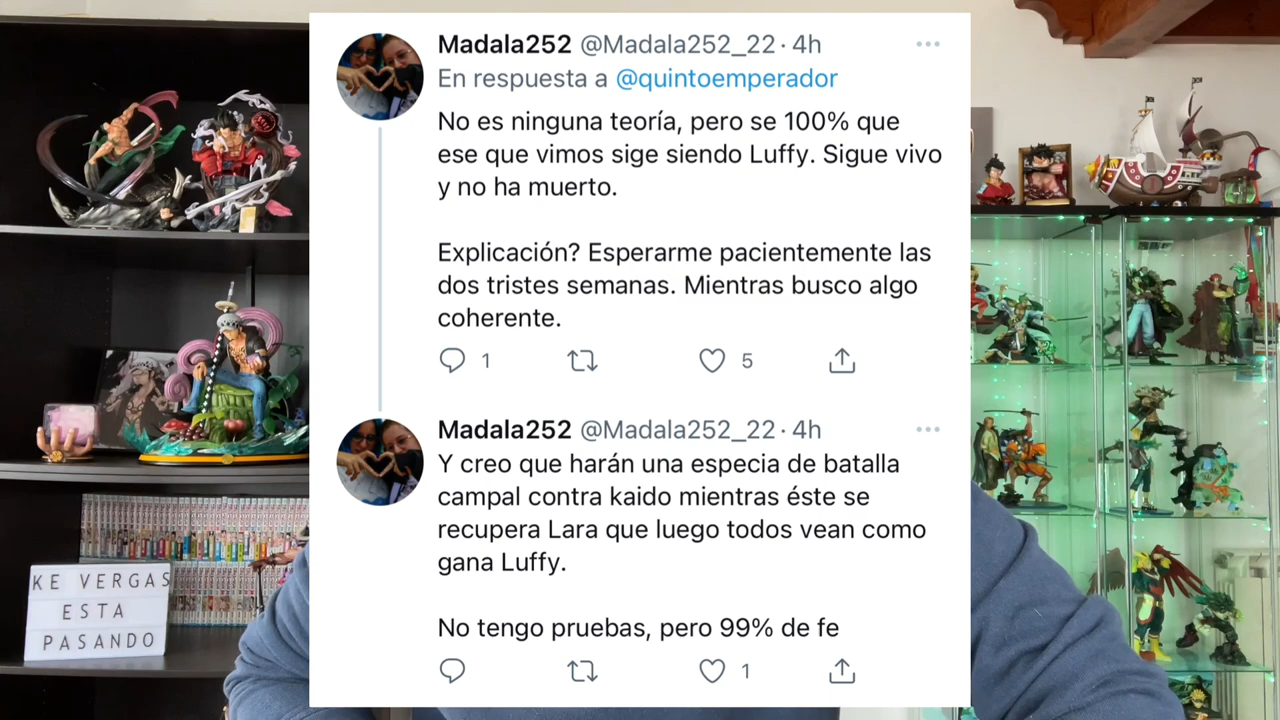 Madala252 @Madala252_22 · 4h
En respuesta a @quintoemperador
No es ninguna teoría, pero se 100% que
ese que vimos sige siendo Luffy. Sigue vivo
y no ha muerto.
Explicación? Esperarme pacientemente las
dos tristes semanas. Mientras busco algo
coherente.
1
5
Madala252 @Madala252_22 · 4h
Y creo que harán una especia de batalla
campal contra kaido mientras éste se
recupera Lara que luego todos vean como
gana Luffy.
No tengo pruebas, pero 99% de fe
1
KE VERGAS
ESTA
PASANDO